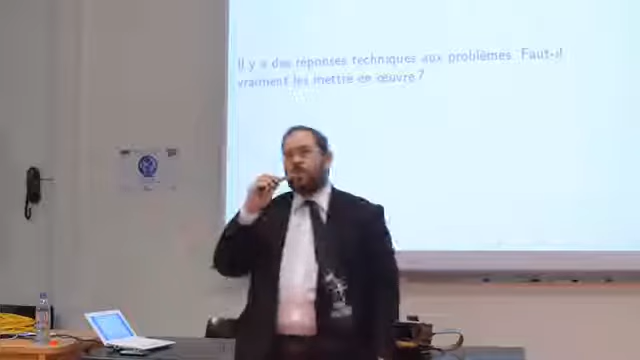 Il y a des réponses techniques aux problèmes. Faut-il
vraiment les mettre en œuvre ?